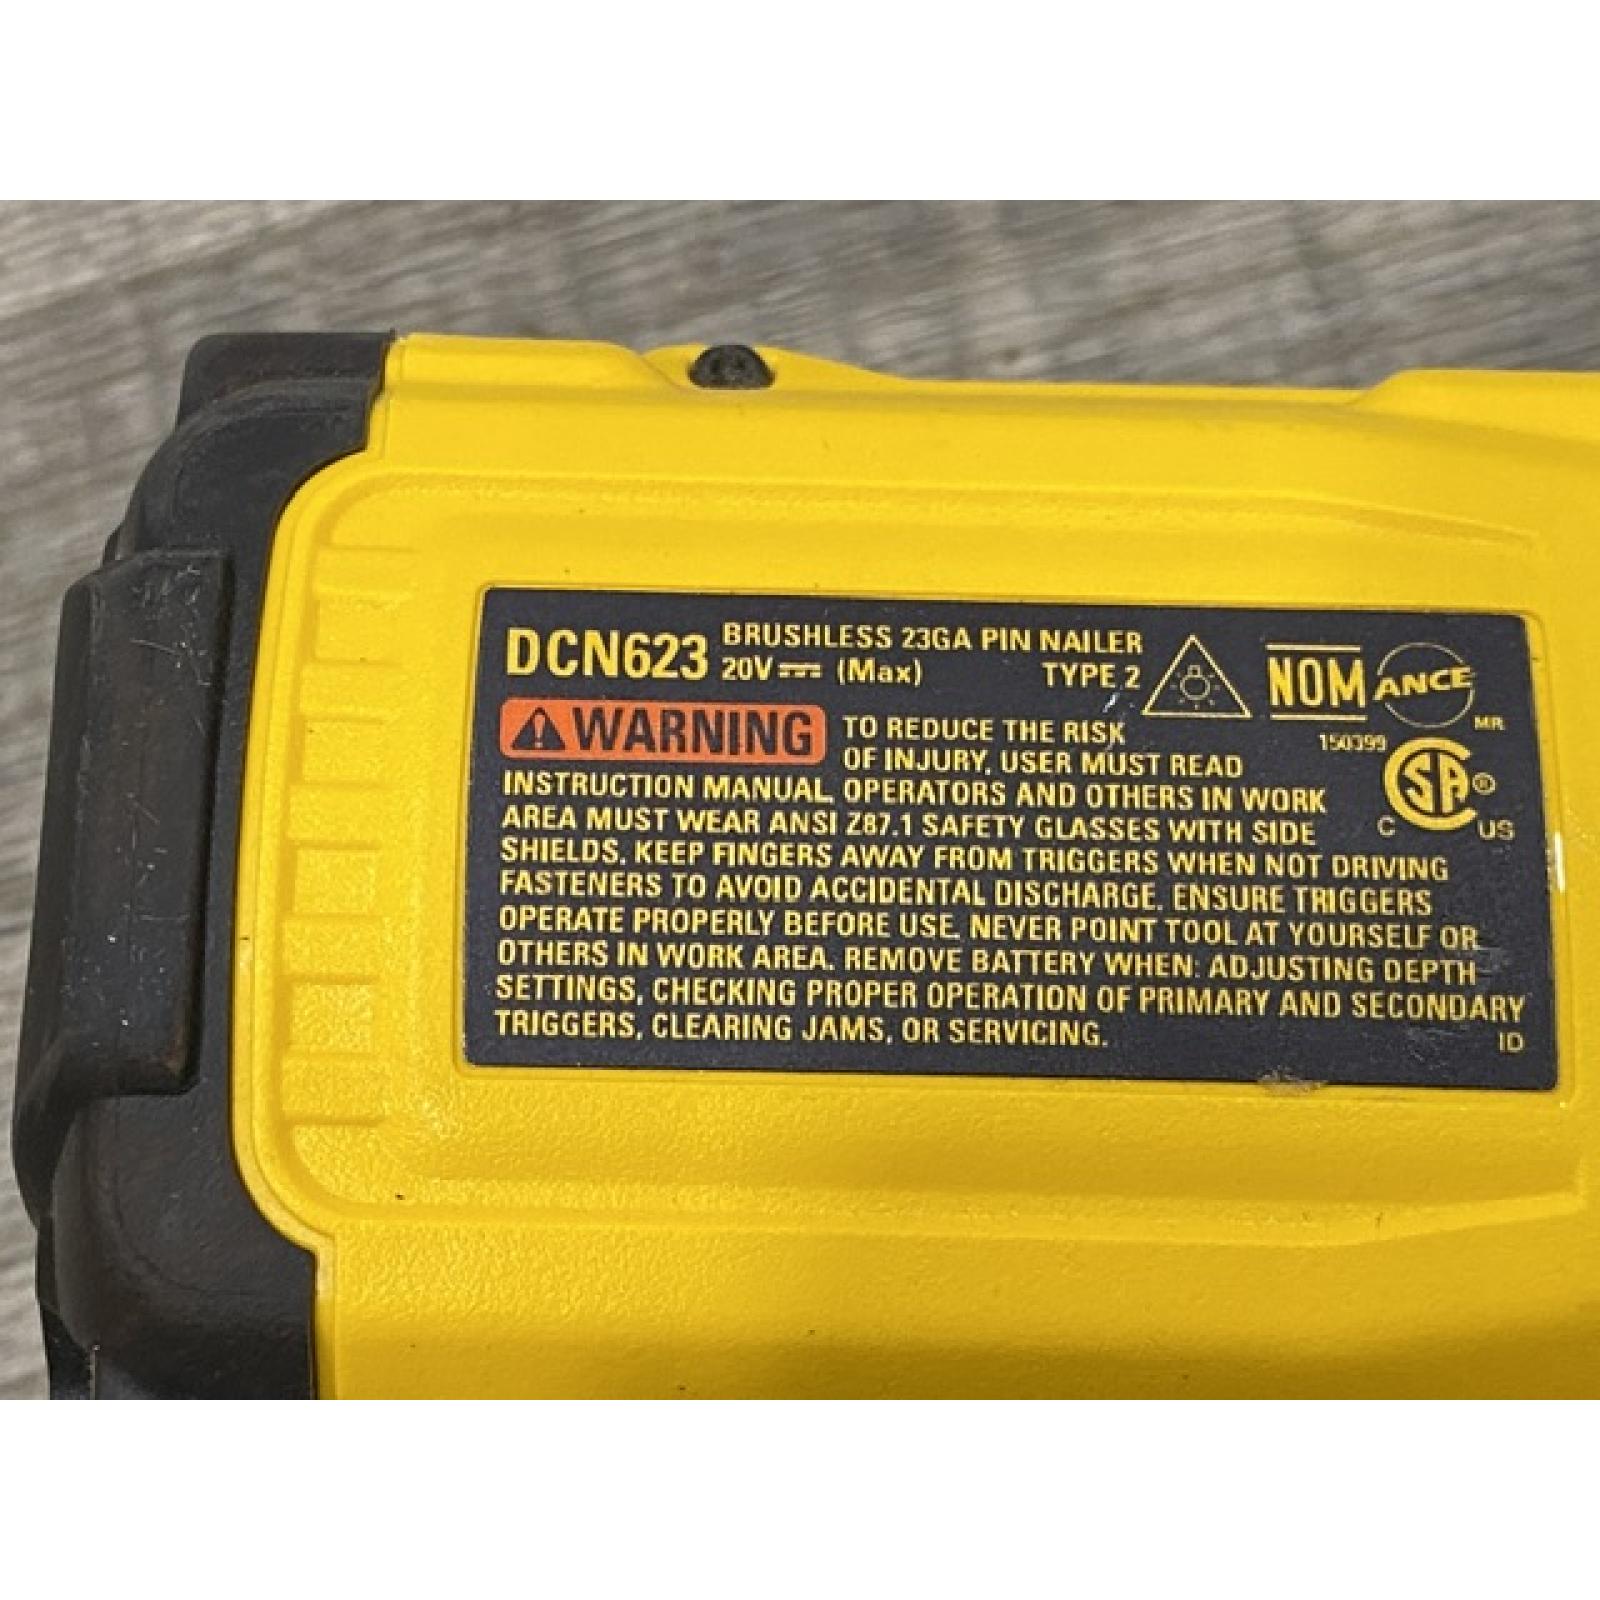 DCN623 BRUSHLESS 23GA PIN NAILER
20V (Max) TYPE 2
NOM ANCE
MR
WARNING TO REDUCE THE RISK
150399
OF INJURY, USER MUST READ
INSTRUCTION MANUAL. OPERATORS AND OTHERS IN WORK
AREA MUST WEAR ANSI Z87.1 SAFETY GLASSES WITH SIDE
SHIELDS. KEEP FINGERS AWAY FROM TRIGGERS WHEN NOT DRIVING
FASTENERS TO AVOID ACCIDENTAL DISCHARGE. ENSURE TRIGGERS
OPERATE PROPERLY BEFORE USE. NEVER POINT TOOL AT YOURSELF OR
OTHERS IN WORK AREA. REMOVE BATTERY WHEN: ADJUSTING DEPTH
SETTINGS, CHECKING PROPER OPERATION OF PRIMARY AND SECONDARY
TRIGGERS, CLEARING JAMS, OR SERVICING.
CSA®
C US
ID